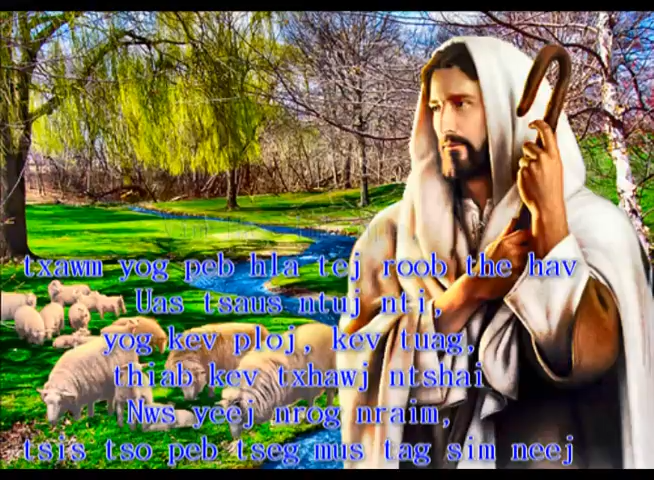 txawm yog peb hla tej roob the hav
Uas tsaus ntuj nti,
yog kev ploj, kev tuag,
thiab kev txhawj ntshai
Nws yeej nrog nraim,
tsis tso peb tseg mus tag sim neej